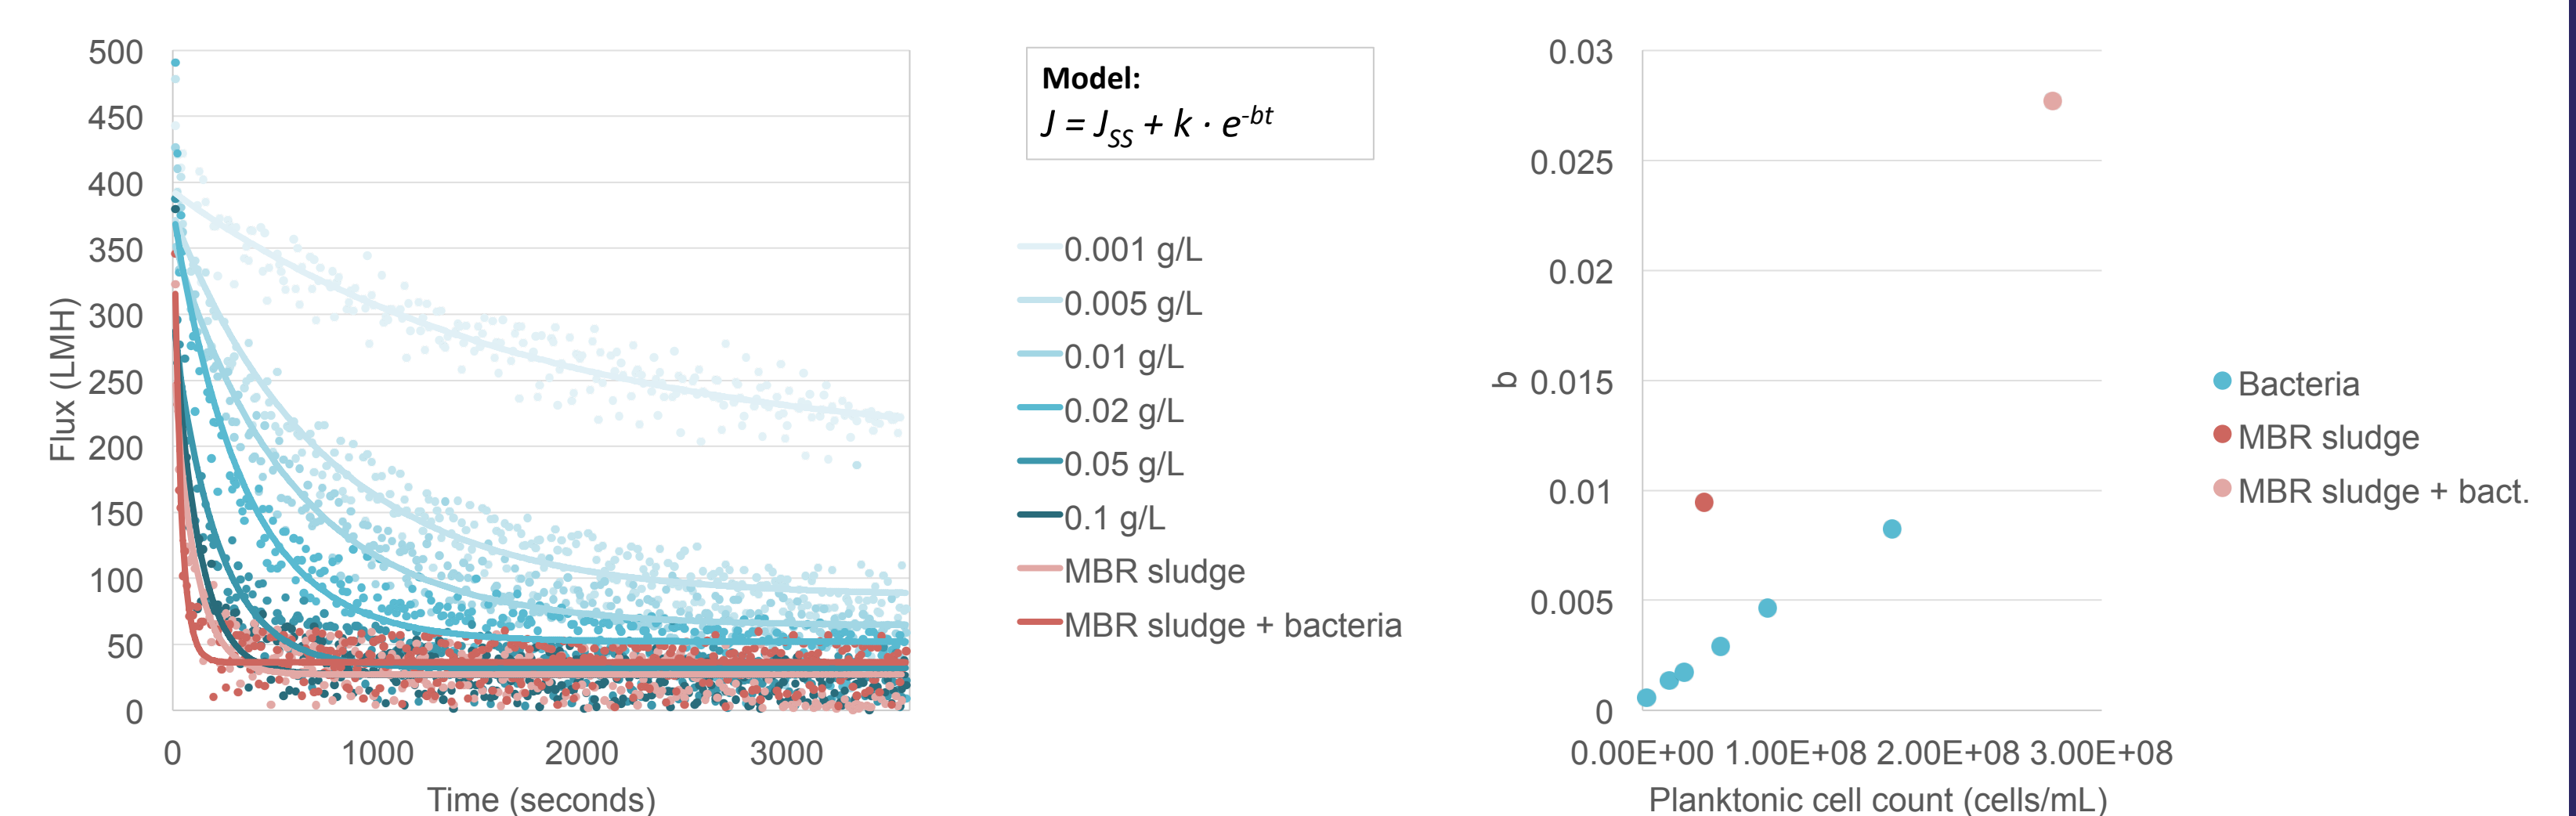 500
450
400
350
300
250
200
150
100
50
0
Flux (LMH)
0 1000 2000 3000
Time (seconds)
Model:
J = J_SS + k · e^-bt
0.001 g/L
0.005 g/L
0.01 g/L
0.02 g/L
0.05 g/L
0.1 g/L
MBR sludge
MBR sludge + bacteria
0.03
0.025
0.02
0.015
0.01
0.005
0
b
0.00E+00 1.00E+08 2.00E+08 3.00E+08
Planktonic cell count (cells/mL)
Bacteria
MBR sludge
MBR sludge + bact.